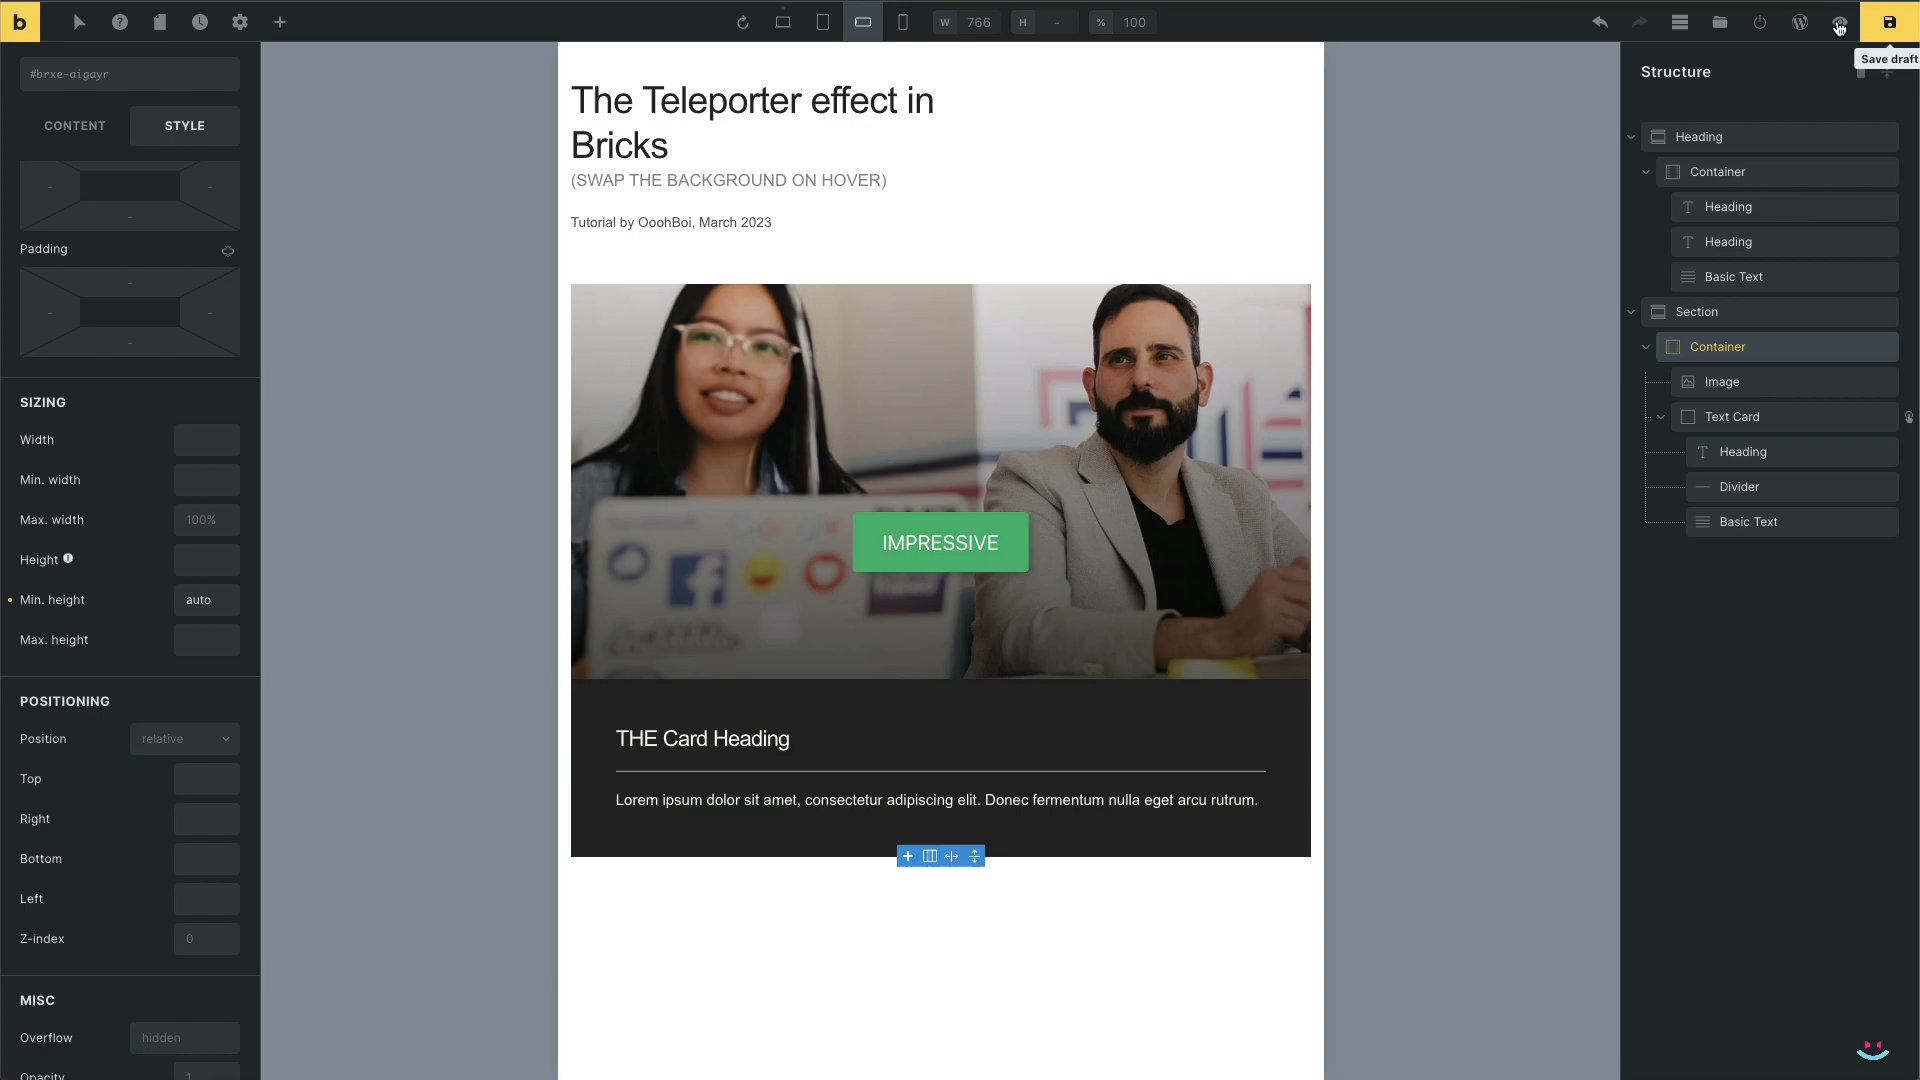 b
W 766
H -
% 100
Save draft
#brxe-aigayr
CONTENT
STYLE
-
-
-
Padding
-
-
-
-
SIZING
Width
Min. width
Max. width 100%
Height
Min. height auto
Max. height
POSITIONING
Position relative
Top
Right
Bottom
Left
Z-index 0
MISC
Overflow hidden
Opacity 1
The Teleporter effect in
Bricks
(SWAP THE BACKGROUND ON HOVER)
Tutorial by OoohBoi, March 2023
IMPRESSIVE
THE Card Heading
Lorem ipsum dolor sit amet, consectetur adipiscing elit. Donec fermentum nulla eget arcu rutrum.
Structure
Heading
Container
Heading
Heading
Basic Text
Section
Container
Image
Text Card
Heading
Divider
Basic Text